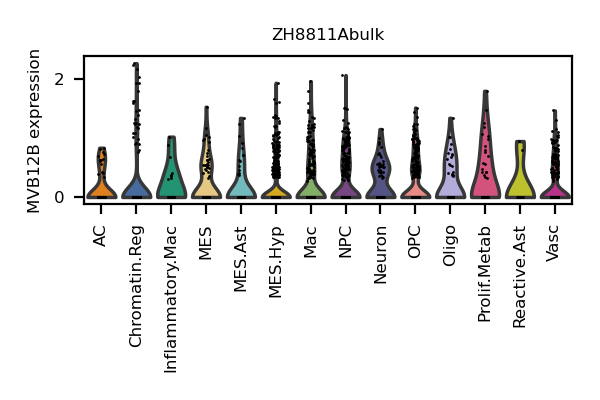 ZH8811Abulk
MVB12B expression
2
0
AC
Chromatin.Reg
Inflammatory.Mac
MES
MES.Ast
MES.Hyp
Mac
NPC
Neuron
OPC
Oligo
Prolif.Metab
Reactive.Ast
Vasc